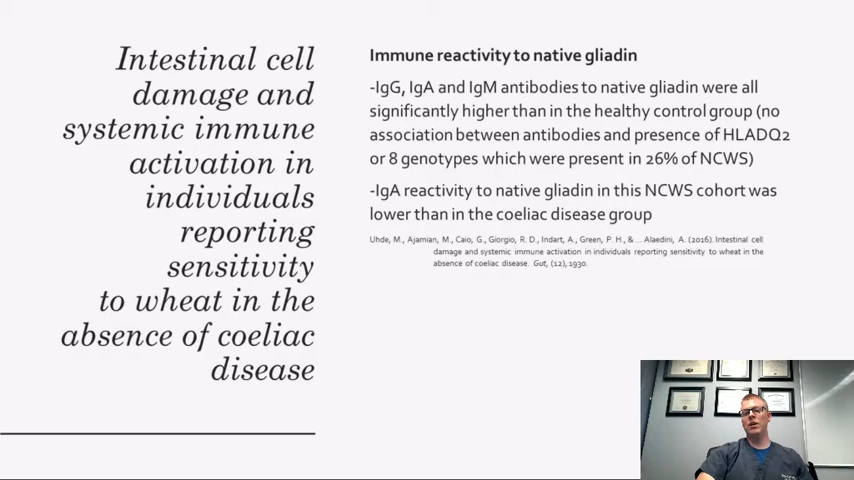 Intestinal cell
damage and
systemic immune
activation in
individuals
reporting
sensitivity
to wheat in the
absence of coeliac
disease
Immune reactivity to native gliadin
-IgG, IgA and IgM antibodies to native gliadin were all
significantly higher than in the healthy control group (no
association between antibodies and presence of HLADQ2
or 8 genotypes which were present in 26% of NCWS)
-IgA reactivity to native gliadin in this NCWS cohort was
lower than in the coeliac disease group
Uhde, M., Ajamian, M., Caio, G., Giorgio, R. D., Indart, A., Green, P. H., & ... Alaedini, A. (2016). Intestinal cell
damage and systemic immune activation in individuals reporting sensitivity to wheat in the
absence of coeliac disease. Gut, (12), 1930.